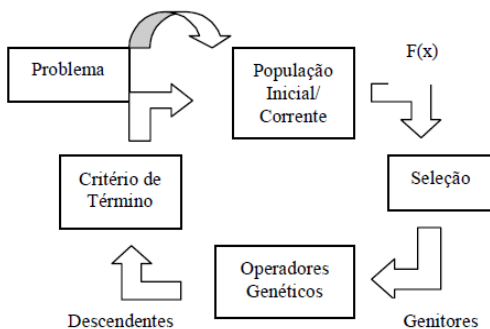 Problema
População
Inicial/
Corrente
F(x)
Critério de
Término
Seleção
Operadores
Genéticos
Descendentes
Genitores